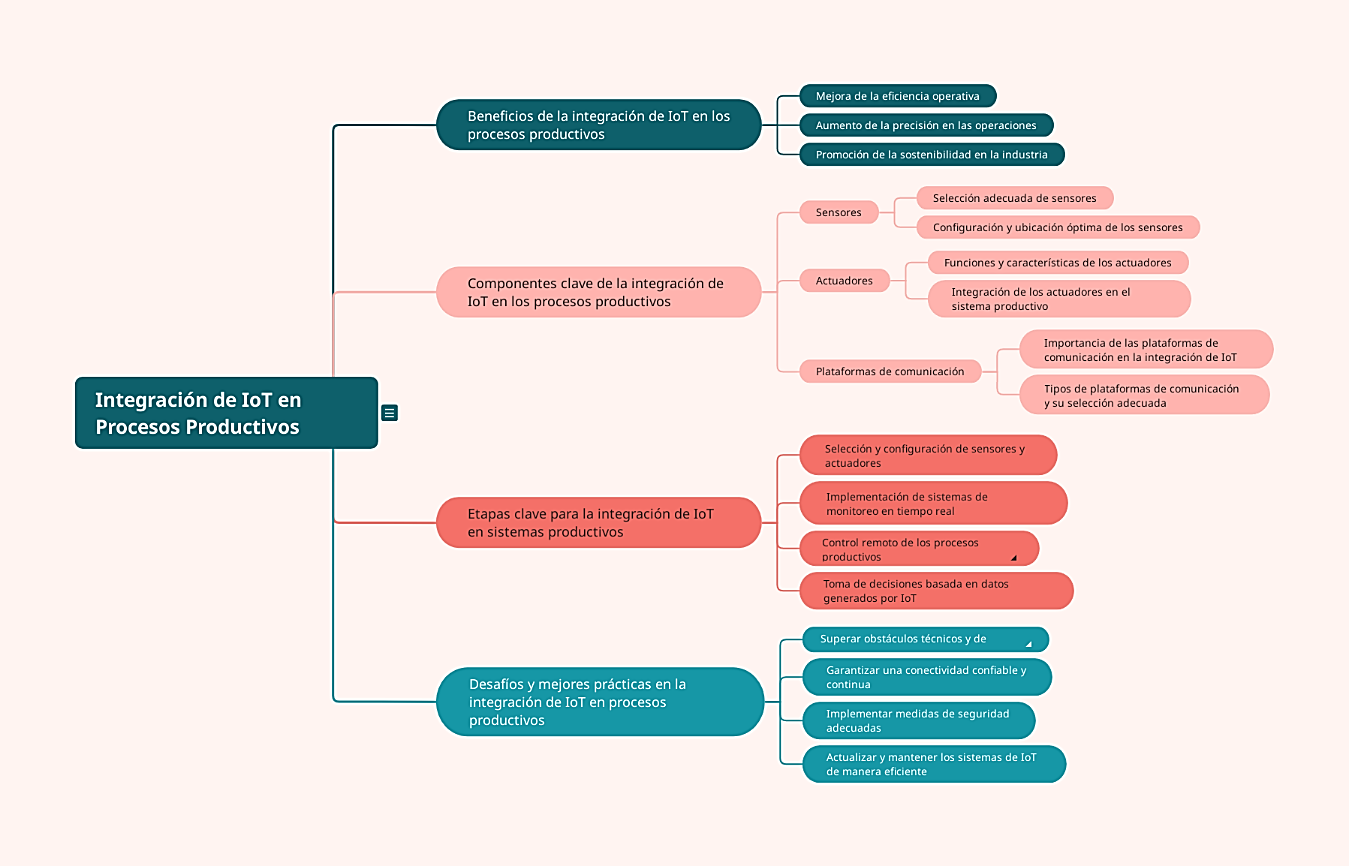 Integración de IoT en
Procesos Productivos
Beneficios de la integración de IoT en los
procesos productivos
Mejora de la eficiencia operativa
Aumento de la precisión en las operaciones
Promoción de la sostenibilidad en la industria
Componentes clave de la integración de
IoT en los procesos productivos
Sensores
Selección adecuada de sensores
Configuración y ubicación óptima de los sensores
Actuadores
Funciones y características de los actuadores
Integración de los actuadores en el
sistema productivo
Plataformas de comunicación
Importancia de las plataformas de
comunicación en la integración de IoT
Tipos de plataformas de comunicación
y su selección adecuada
Etapas clave para la integración de IoT
en sistemas productivos
Selección y configuración de sensores y
actuadores
Implementación de sistemas de
monitoreo en tiempo real
Control remoto de los procesos
productivos
Toma de decisiones basada en datos
generados por IoT
Desafíos y mejores prácticas en la
integración de IoT en procesos
productivos
Superar obstáculos técnicos y de
Garantizar una conectividad confiable y
continua
Implementar medidas de seguridad
adecuadas
Actualizar y mantener los sistemas de IoT
de manera eficiente